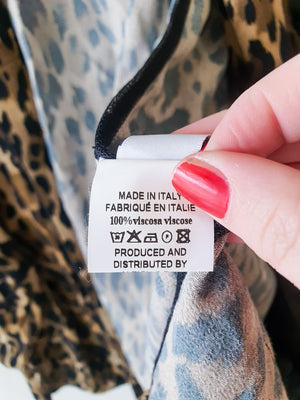 MADE IN ITALY
FABRIQUÉ EN ITALIE
100% viscosa viscose
PRODUCED AND
DISTRIBUTED BY